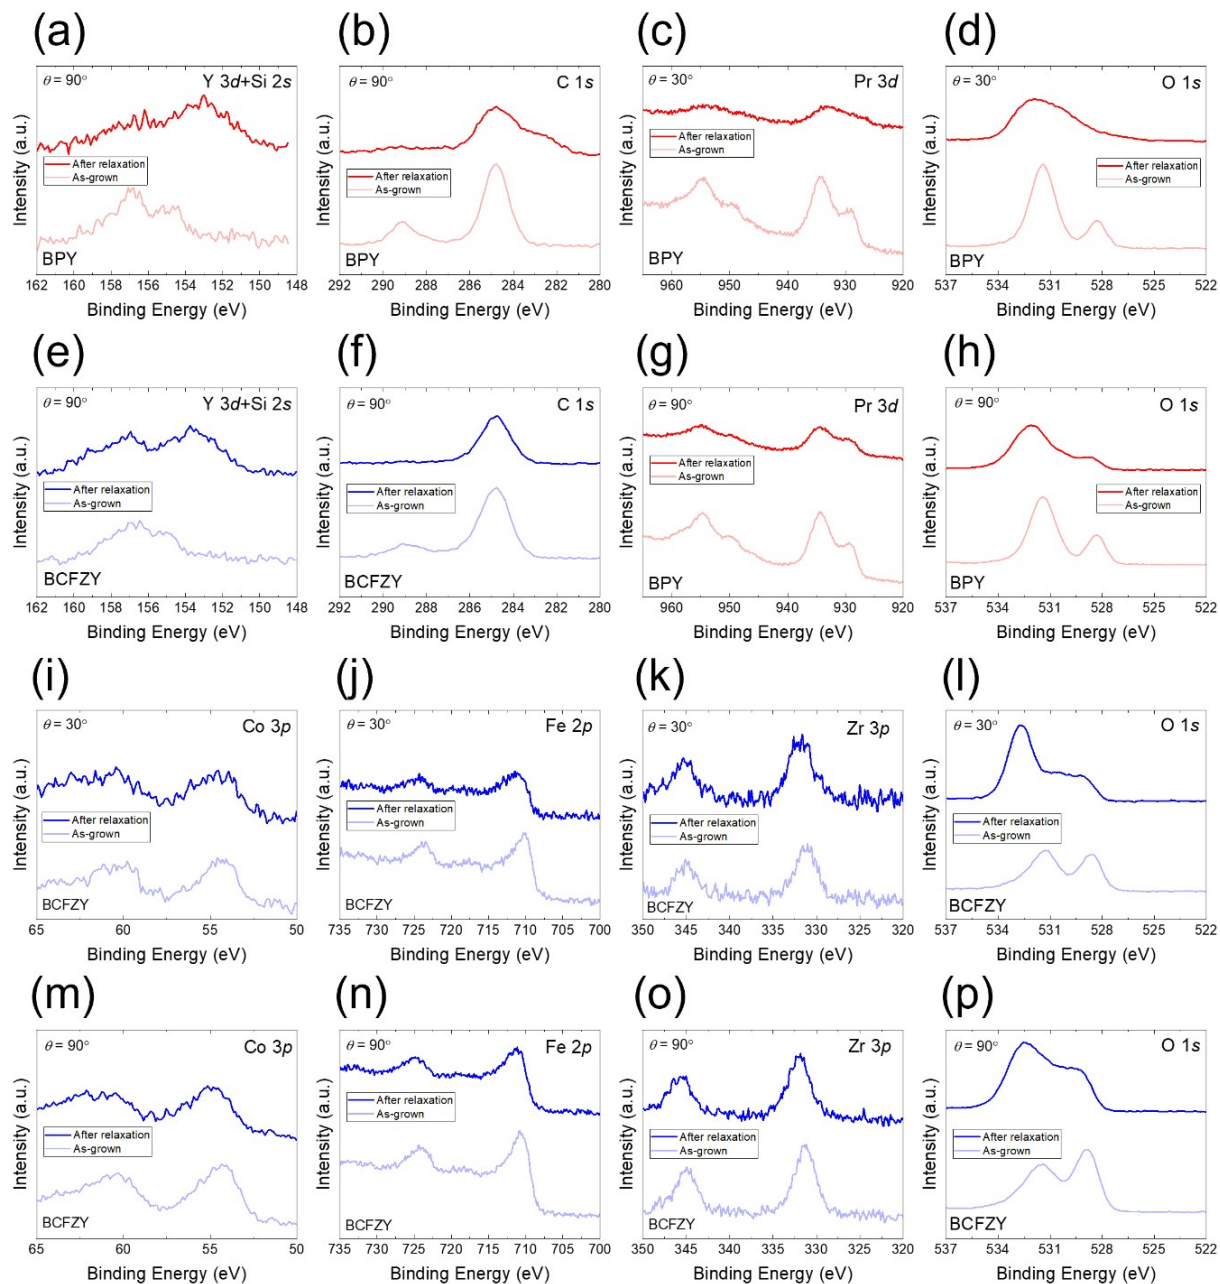 (a) (b) (c) (d)
θ = 90° Y 3d+Si 2s θ = 90° C 1s θ = 30° Pr 3d θ = 30° O 1s
Intensity (a.u.) Intensity (a.u.) Intensity (a.u.) Intensity (a.u.)
After relaxation After relaxation After relaxation After relaxation
As-grown As-grown As-grown As-grown
BPY BPY BPY BPY
162 160 158 156 154 152 150 148 292 290 288 286 284 282 280 960 950 940 930 920 537 534 531 528 525 522
Binding Energy (eV) Binding Energy (eV) Binding Energy (eV) Binding Energy (eV)
(e) (f) (g) (h)
θ = 90° Y 3d+Si 2s θ = 90° C 1s θ = 90° Pr 3d θ = 90° O 1s
Intensity (a.u.) Intensity (a.u.) Intensity (a.u.) Intensity (a.u.)
After relaxation After relaxation After relaxation After relaxation
As-grown As-grown As-grown As-grown
BCFZY BCFZY BPY BPY
162 160 158 156 154 152 150 148 292 290 288 286 284 282 280 960 950 940 930 920 537 534 531 528 525 522
Binding Energy (eV) Binding Energy (eV) Binding Energy (eV) Binding Energy (eV)
(i) (j) (k) (l)
θ = 30° Co 3p θ = 30° Fe 2p θ = 30° Zr 3p θ = 30° O 1s
Intensity (a.u.) Intensity (a.u.) Intensity (a.u.) Intensity (a.u.)
After relaxation After relaxation After relaxation After relaxation
As-grown As-grown As-grown As-grown
BCFZY BCFZY BCFZY BCFZY
65 60 55 50 735 730 725 720 715 710 705 700 350 345 340 335 330 325 320 537 534 531 528 525 522
Binding Energy (eV) Binding Energy (eV) Binding Energy (eV) Binding Energy (eV)
(m) (n) (o) (p)
θ = 90° Co 3p θ = 90° Fe 2p θ = 90° Zr 3p θ = 90° O 1s
Intensity (a.u.) Intensity (a.u.) Intensity (a.u.) Intensity (a.u.)
After relaxation After relaxation After relaxation After relaxation
As-grown As-grown As-grown As-grown
BCFZY BCFZY BCFZY BCFZY
65 60 55 50 735 730 725 720 715 710 705 700 350 345 340 335 330 325 320 537 534 531 528 525 522
Binding Energy (eV) Binding Energy (eV) Binding Energy (eV) Binding Energy (eV)